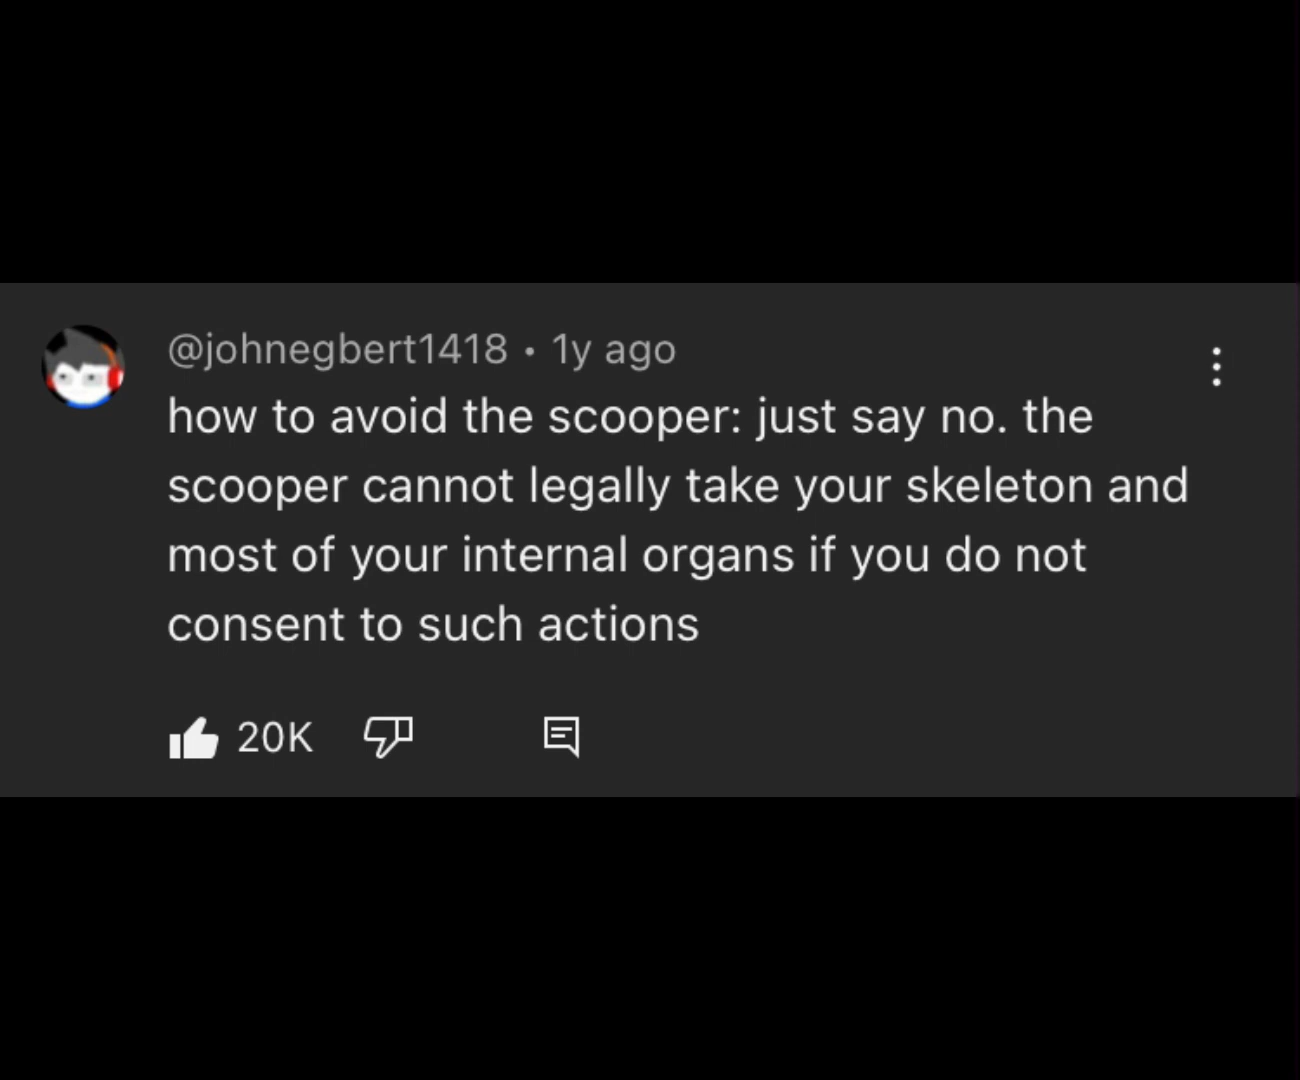 @johnegbert1418 • 1y ago
how to avoid the scooper: just say no. the
scooper cannot legally take your skeleton and
most of your internal organs if you do not
consent to such actions
20K